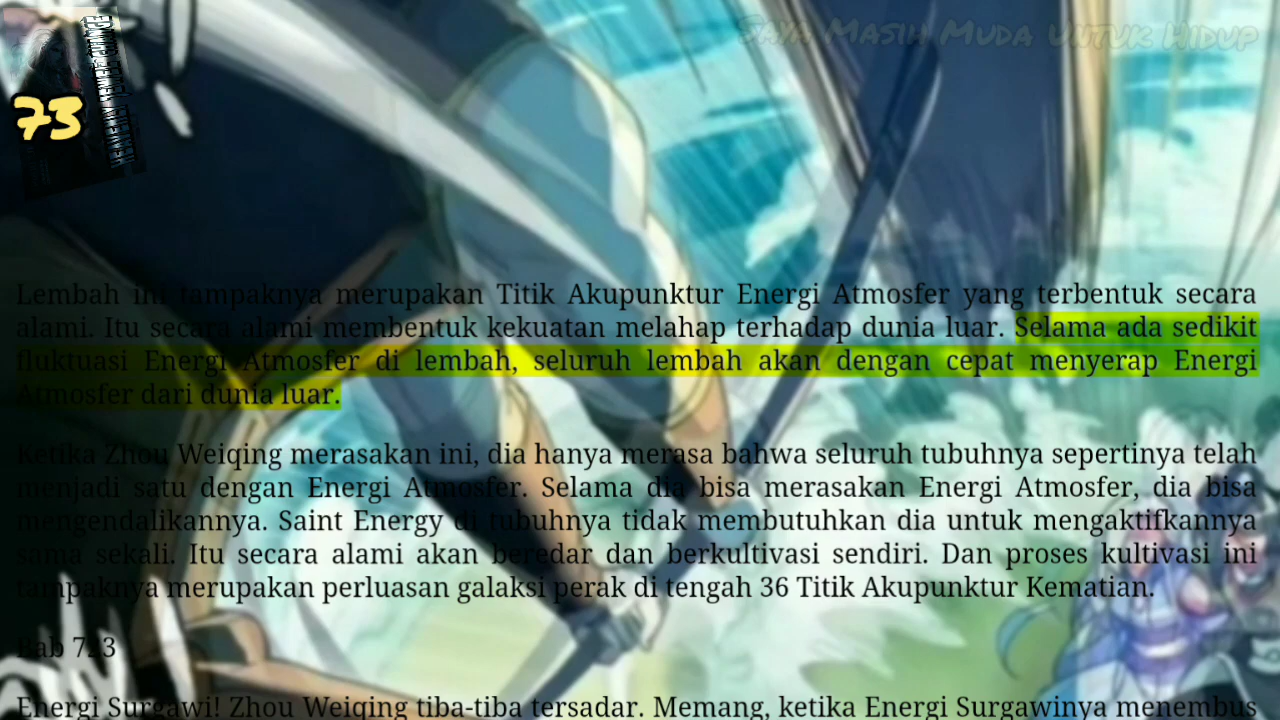 Saya Masih Muda Untuk Hidup
73
Lembah ini tampaknya merupakan Titik Akupunktur Energi Atmosfer yang terbentuk secara
alami. Itu secara alami membentuk kekuatan melahap terhadap dunia luar. Selama ada sedikit
fluktuasi Energi Atmosfer di lembah, seluruh lembah akan dengan cepat menyerap Energi
Atmosfer dari dunia luar.
Ketika Zhou Weiqing merasakan ini, dia hanya merasa bahwa seluruh tubuhnya sepertinya telah
menjadi satu dengan Energi Atmosfer. Selama dia bisa merasakan Energi Atmosfer, dia bisa
mengendalikannya. Saint Energy di tubuhnya tidak membutuhkan dia untuk mengaktifkannya
sama sekali. Itu secara alami akan beredar dan berkultivasi sendiri. Dan proses kultivasi ini
tampaknya merupakan perluasan galaksi perak di tengah 36 Titik Akupunktur Kematian.
Bab 723
Energi Surgawi! Zhou Weiqing tiba-tiba tersadar. Memang, ketika Energi Surgawinya menembus